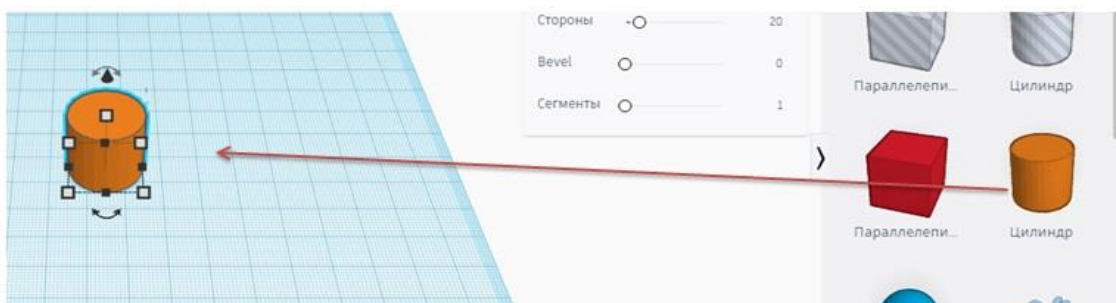 Стороны 20
Bevel 0
Сегменты 1
Параллелепи... Цилиндр
Параллелепи... Цилиндр